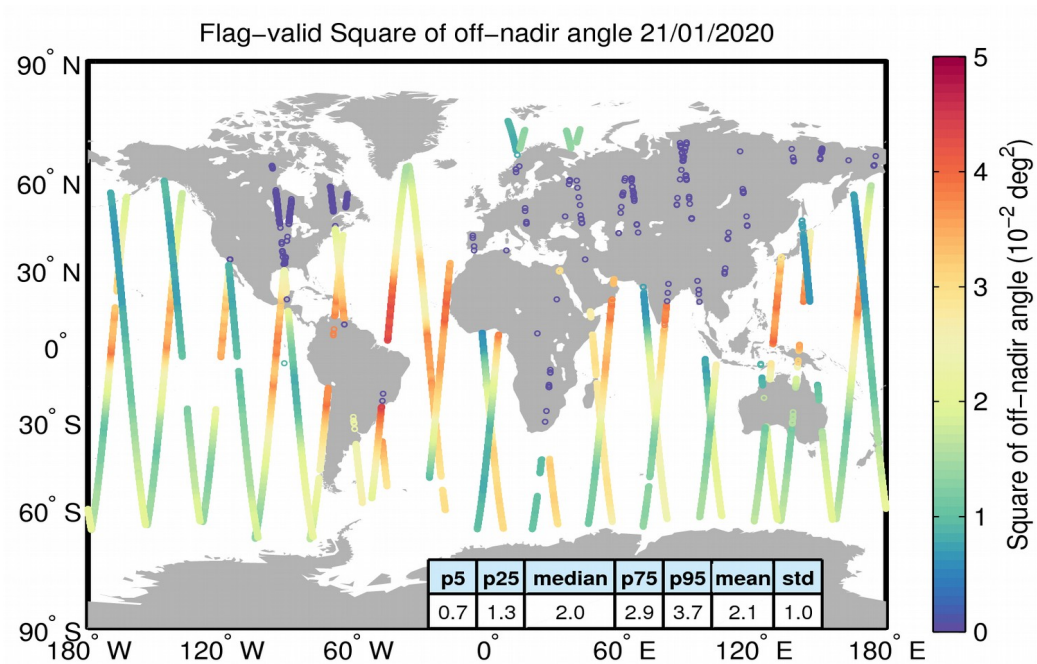 Flag−valid Square of off−nadir angle 21/01/2020
90° N
60° N
30° N
0°
30° S
60° S
90° S
180° W
120° W
60° W
0°
60° E
120° E
180° E
5
4
3
2
1
0
Square of off−nadir angle (10⁻² deg²)
p5 p25 median p75 p95 mean std
0.7 1.3 2.0 2.9 3.7 2.1 1.0